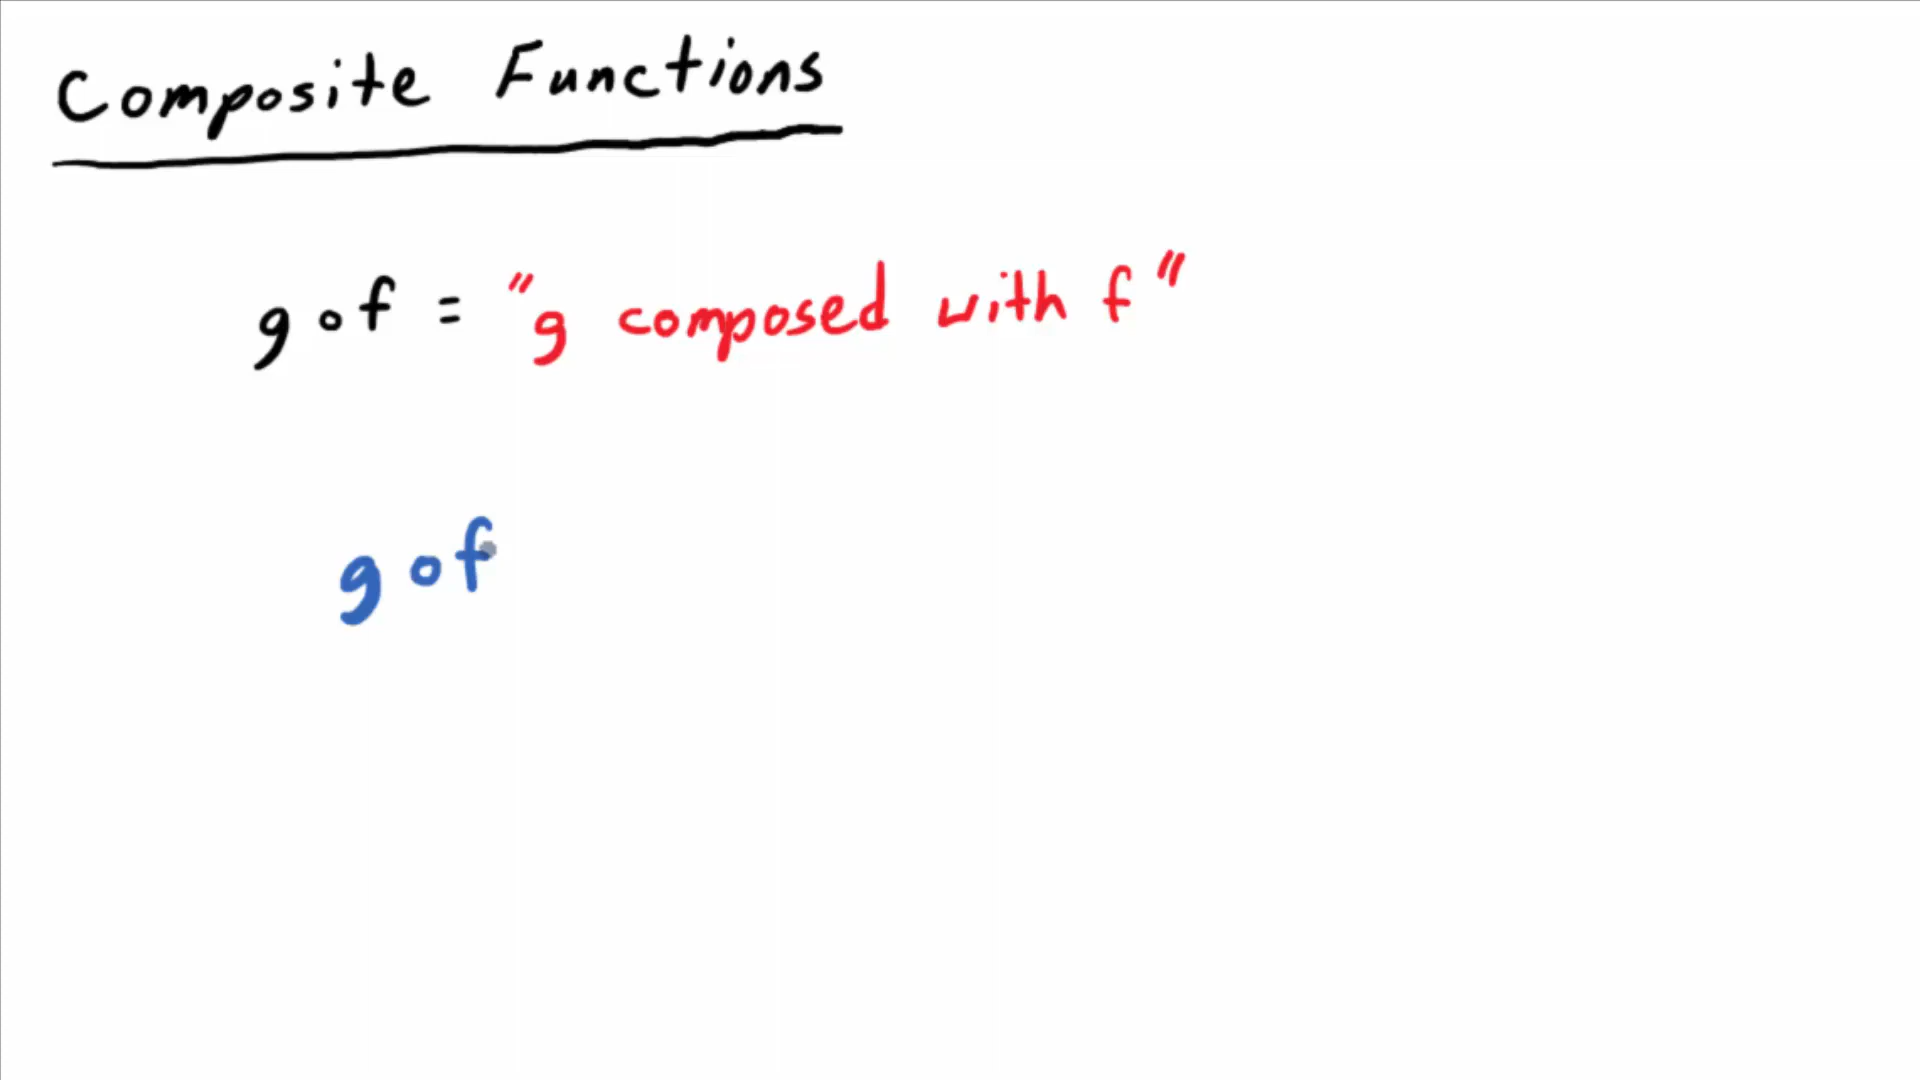 Composite Functions
g o f = "g composed with f"
g o f